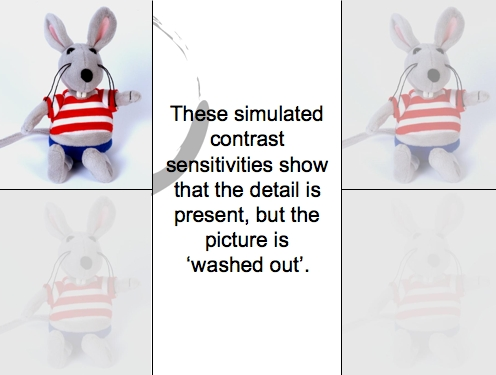 These simulated
contrast
sensitivities show
that the detail is
present, but the
picture is
‘washed out’.